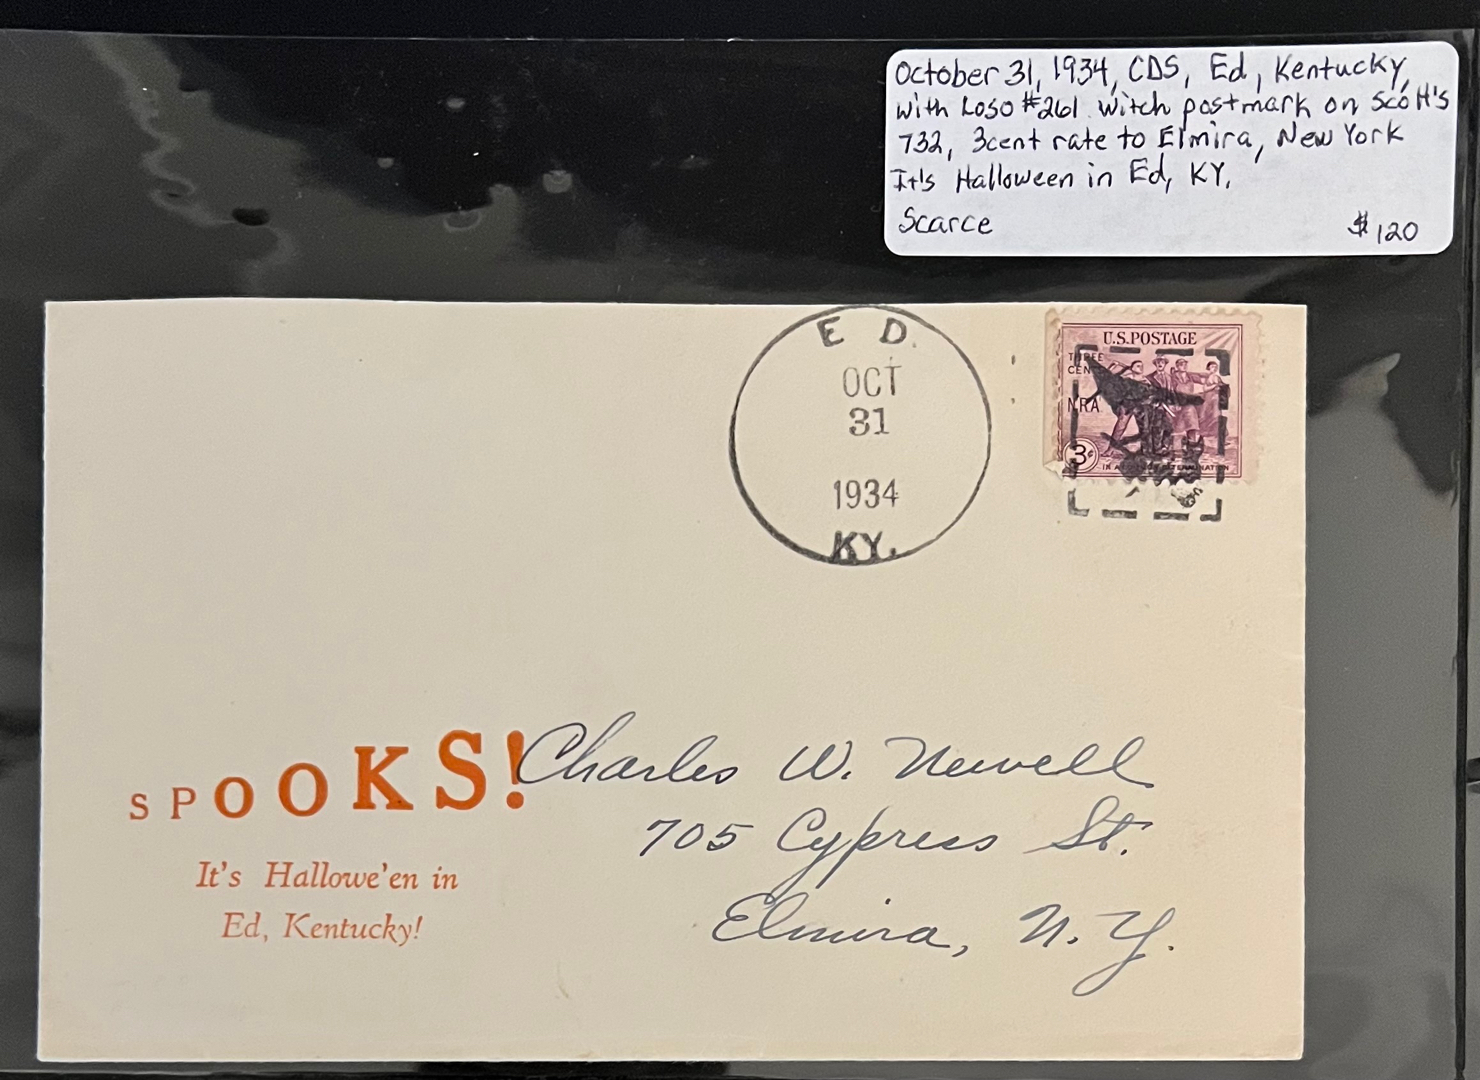 October 31, 1934, CDS, Ed, Kentucky,
with Loso #261 witch postmark on Scott's
732, 3cent rate to Elmira, New York
It's Halloween in Ed, KY.
Scarce $120
E D.
OCT
31
1934
KY.
U.S.POSTAGE
THREE
CENTS
NRA
3¢
SPOOKS!
It's Hallowe'en in
Ed, Kentucky!
Charles W. Newell
705 Cypress St.
Elmira, N.Y.